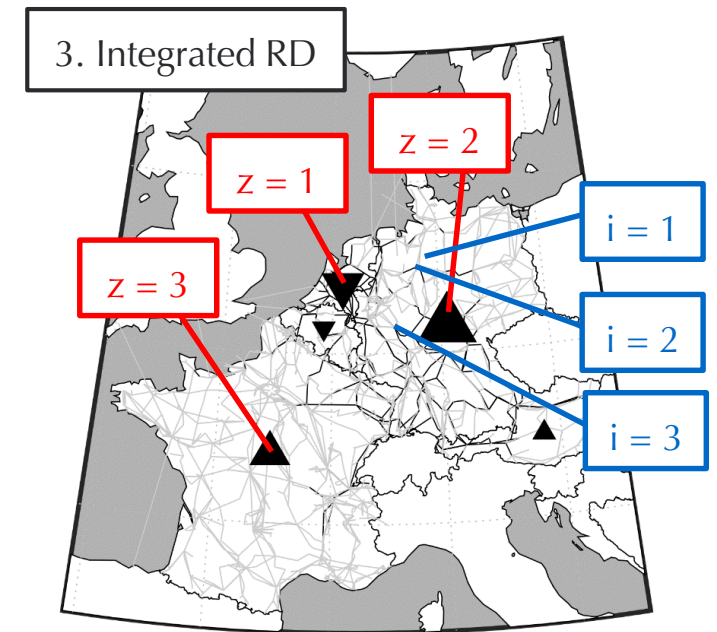 3. Integrated RD
z = 2
z = 1
i = 1
z = 3
i = 2
i = 3